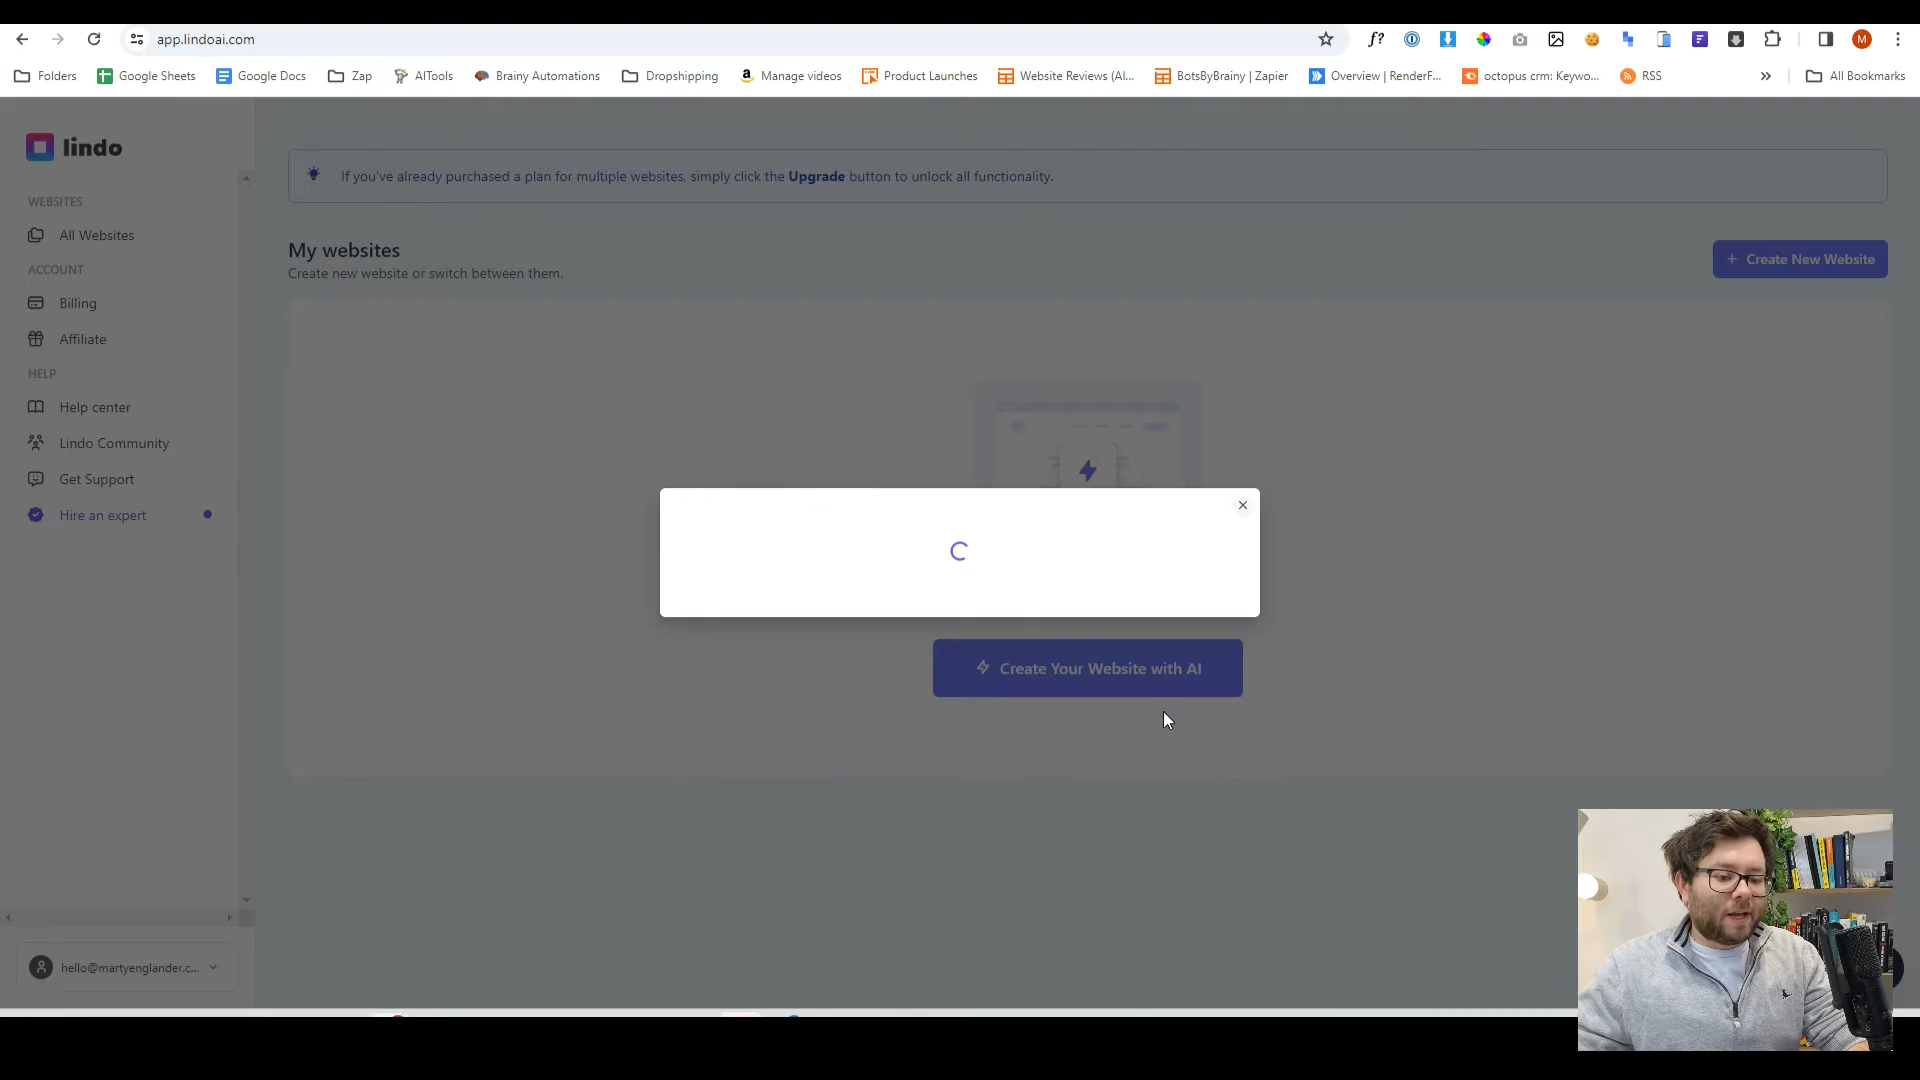 app.lindoai.com
Folders
Google Sheets
Google Docs
Zap
AITools
Brainy Automations
Dropshipping
Manage videos
Product Launches
Website Reviews (Al...
BotsByBrainy | Zapier
Overview | RenderF...
octopus crm: Keywo...
RSS
All Bookmarks
lindo
If you've already purchased a plan for multiple websites, simply click the Upgrade button to unlock all functionality.
WEBSITES
All Websites
ACCOUNT
Billing
Affiliate
HELP
Help center
Lindo Community
Get Support
Hire an expert
hello@martyenglander.c...
My websites
Create new website or switch between them.
+ Create New Website
Create Your Website with AI